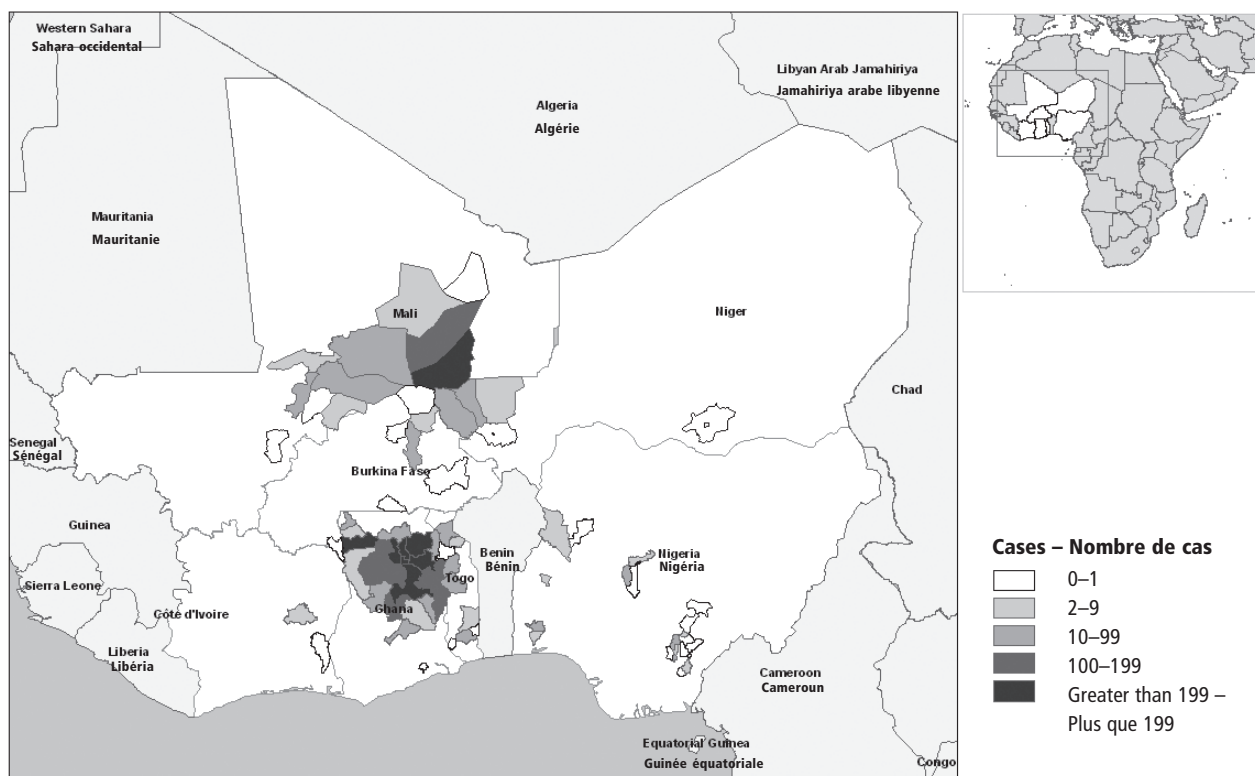 Western Sahara
Sahara occidental
Libyan Arab Jamahiriya
Jamahiriya arabe libyenne
Algeria
Algérie
Mauritania
Mauritanie
Mali
Niger
Chad
Senegal
Sénégal
Burkina Faso
Guinea
Benin
Bénin
Nigeria
Nigéria
Sierra Leone
Togo
Côte d'Ivoire
Ghana
Liberia
Libéria
Cameroon
Cameroun
Equatorial Guinea
Guinée équatoriale
Congo
Cases – Nombre de cas
0–1
2–9
10–99
100–199
Greater than 199 –
Plus que 199